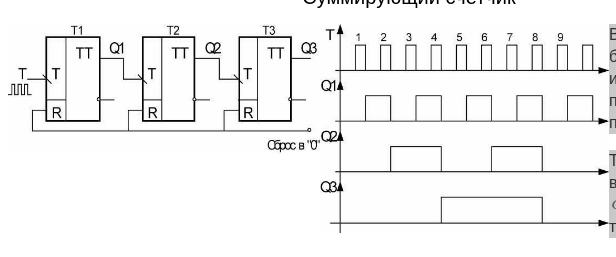 Суммирующий счетчик
T1 T2 T3
TT Q1 TT Q2 TT Q3
T T T T
R R R
Сброс в "0"
T 1 2 3 4 5 6 7 8 9
Q1
Q2
Q3